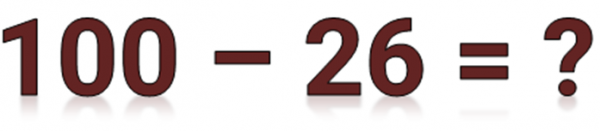 100 − 26 = ?